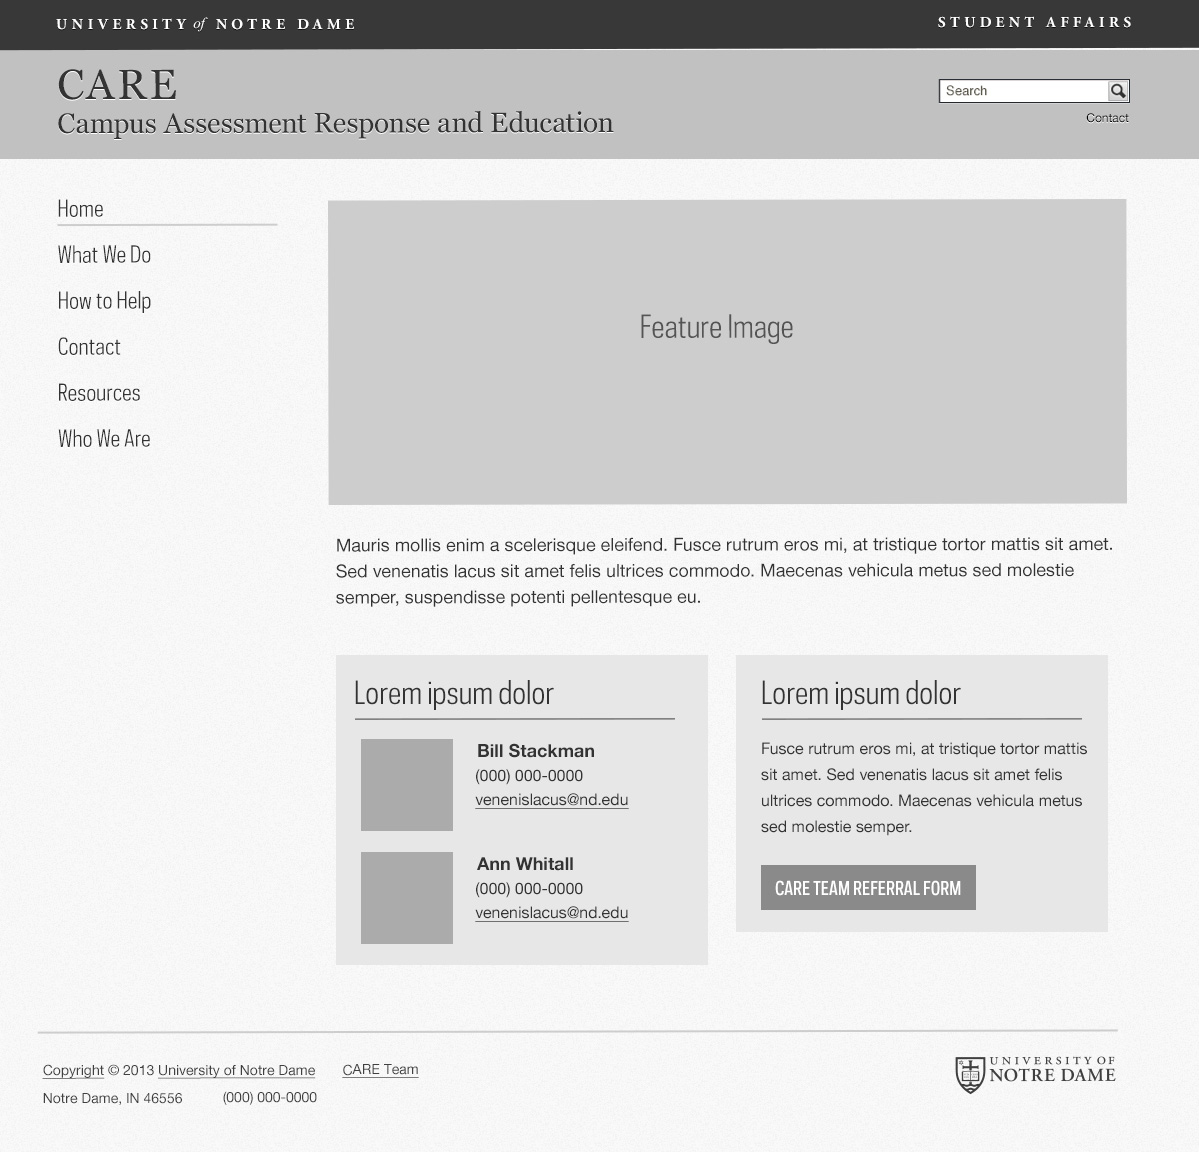 UNIVERSITY of NOTRE DAME
STUDENT AFFAIRS
CARE
Campus Assessment Response and Education
Search
Contact
Home
What We Do
How to Help
Contact
Resources
Who We Are
Feature Image
Mauris mollis enim a scelerisque eleifend. Fusce rutrum eros mi, at tristique tortor mattis sit amet.
Sed venenatis lacus sit amet felis ultrices commodo. Maecenas vehicula metus sed molestie
semper, suspendisse potenti pellentesque eu.
Lorem ipsum dolor
Bill Stackman
(000) 000-0000
venenislacus@nd.edu
Ann Whitall
(000) 000-0000
venenislacus@nd.edu
Lorem ipsum dolor
Fusce rutrum eros mi, at tristique tortor mattis
sit amet. Sed venenatis lacus sit amet felis
ultrices commodo. Maecenas vehicula metus
sed molestie semper.
CARE TEAM REFERRAL FORM
Copyright © 2013 University of Notre Dame CARE Team
Notre Dame, IN 46556 (000) 000-0000
UNIVERSITY OF
NOTRE DAME